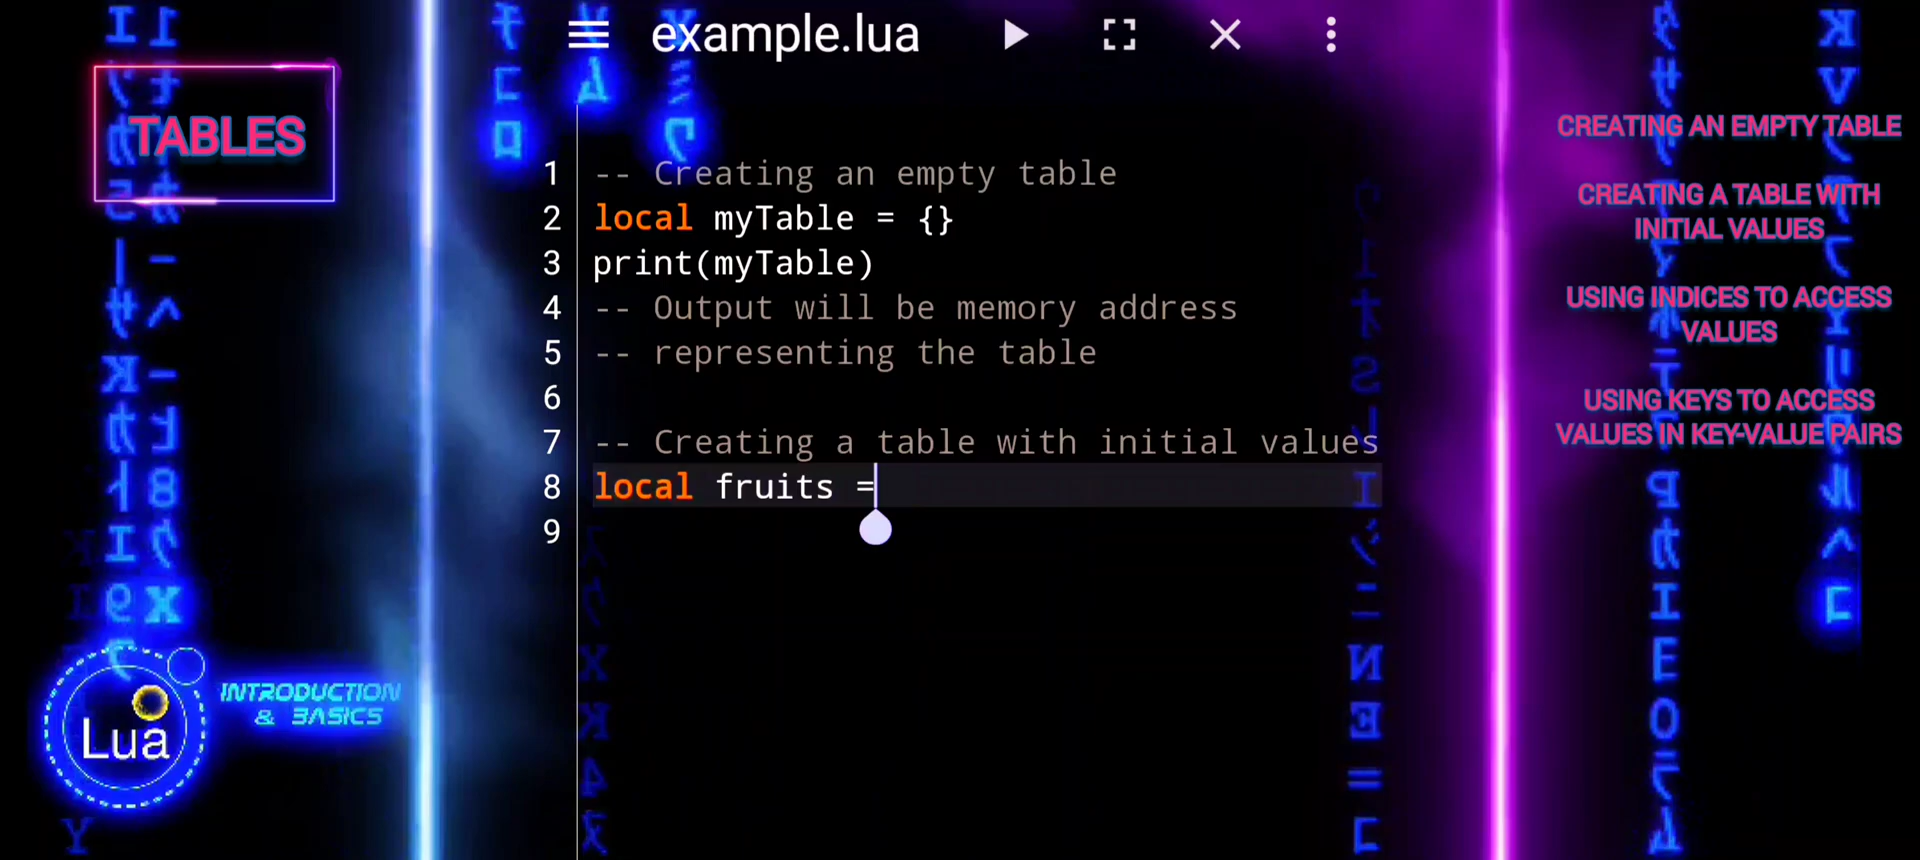 TABLES
example.lua
1 -- Creating an empty table
2 local myTable = {}
3 print(myTable)
4 -- Output will be memory address
5 -- representing the table
6
7 -- Creating a table with initial values
8 local fruits =
9
CREATING AN EMPTY TABLE
CREATING A TABLE WITH
INITIAL VALUES
USING INDICES TO ACCESS
VALUES
USING KEYS TO ACCESS
VALUES IN KEY-VALUE PAIRS
Lua
INTRODUCTION
& BASICS